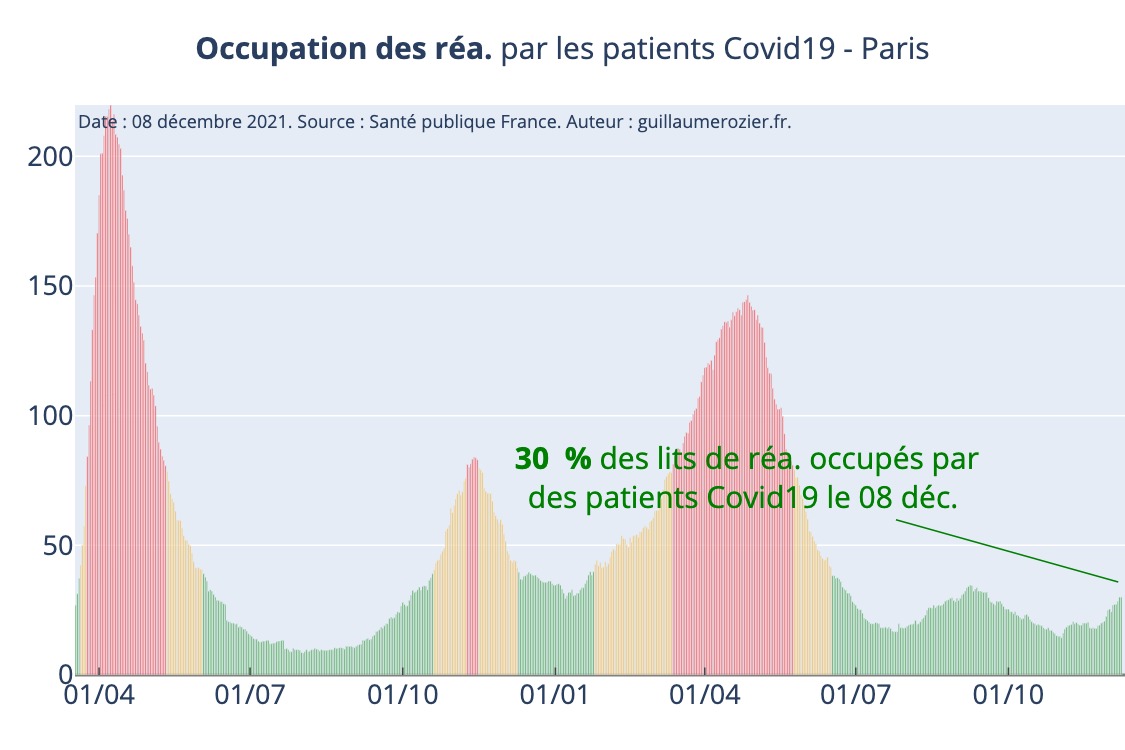 Occupation des réa. par les patients Covid19 - Paris
Date : 08 décembre 2021. Source : Santé publique France. Auteur : guillaumerozier.fr.
200
150
100
30  % des lits de réa. occupés par
des patients Covid19 le 08 déc.
50
0
01/04 01/07 01/10 01/01 01/04 01/07 01/10